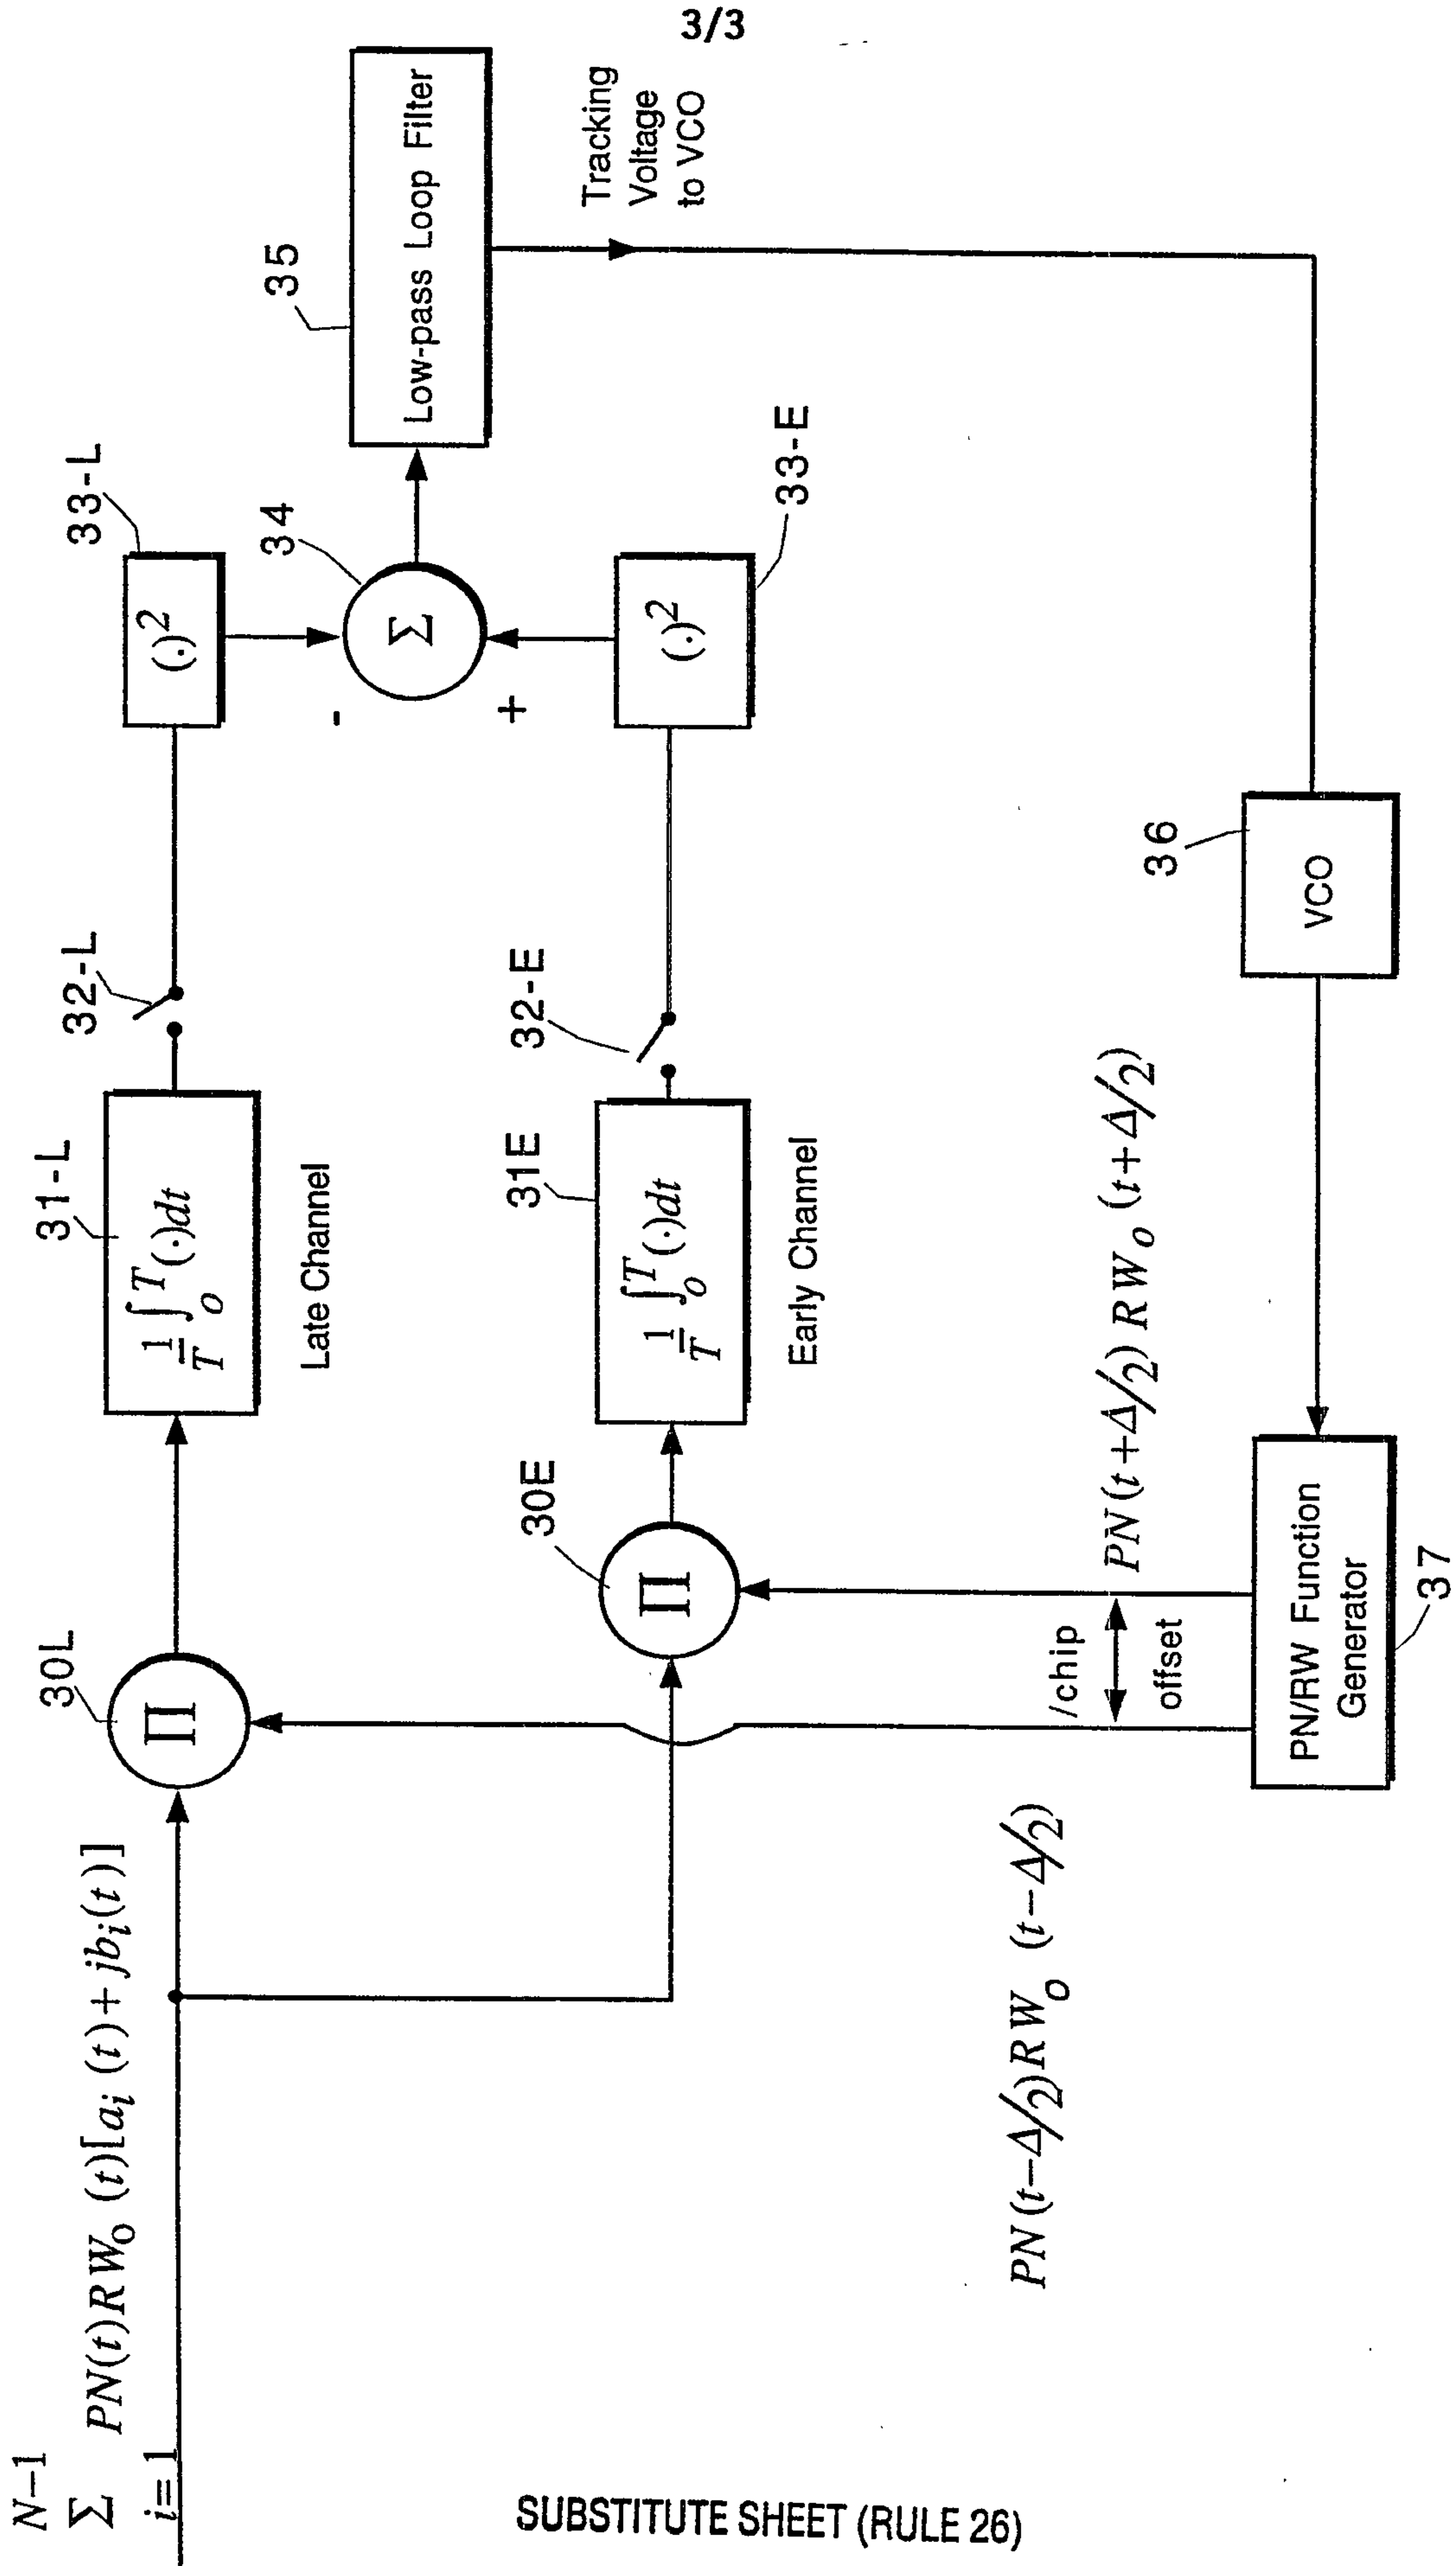 3/3
N−1
Σ PN(t)RW₀ (t)[aᵢ (t)+jbᵢ(t)]
i=1
30L
Π
31-L
1/T ∫₀ᵀ (·)dt
Late Channel
32-L
33-L
(·)²
-
34
Σ
+
35
Low-pass Loop Filter
Tracking
Voltage
to VCO
30E
Π
31E
1/T ∫₀ᵀ (·)dt
Early Channel
32-E
33-E
(·)²
36
VCO
PN(t+Δ/2) RWₒ (t+Δ/2)
/chip
offset
PN(t−Δ/2)RWₒ (t−Δ/2)
PN/RW Function
Generator
37
SUBSTITUTE SHEET (RULE 26)